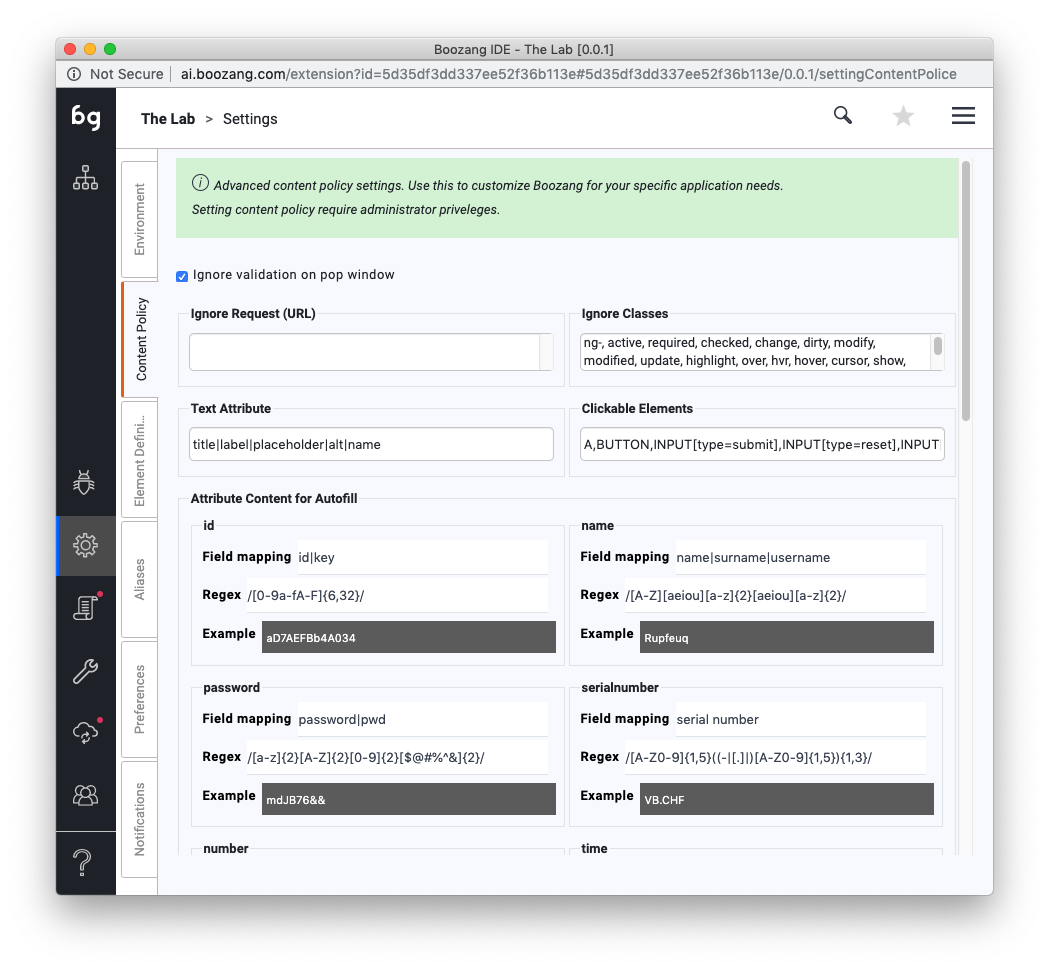 Boozang IDE - The Lab [0.0.1]
Not Secure | ai.boozang.com/extension?id=5d35df3dd337ee52f36b113e#5d35df3dd337ee52f36b113e/0.0.1/settingContentPolice
bg
The Lab > Settings
Environment
Content Policy
Element Defini...
Aliases
Preferences
Notifications
Advanced content policy settings. Use this to customize Boozang for your specific application needs.
Setting content policy require administrator priveleges.
Ignore validation on pop window
Ignore Request (URL)
Ignore Classes
ng-, active, required, checked, change, dirty, modify,
modified, update, highlight, over, hvr, hover, cursor, show,
Text Attribute
title|label|placeholder|alt|name
Clickable Elements
A,BUTTON,INPUT[type=submit],INPUT[type=reset],INPUT
Attribute Content for Autofill
id
Field mapping id|key
Regex /[0-9a-fA-F]{6,32}/
Example aD7AEFBb4A034
name
Field mapping name|surname|username
Regex /[A-Z][aeiou][a-z]{2}[aeiou][a-z]{2}/
Example Rupfeuq
password
Field mapping password|pwd
Regex /[a-z]{2}[A-Z]{2}[0-9]{2}[$@#%^&]{2}/
Example mdJB76&&
serialnumber
Field mapping serial number
Regex /[A-Z0-9]{1,5}((-|[.]|)[A-Z0-9]{1,5}){1,3}/
Example VB.CHF
number
time